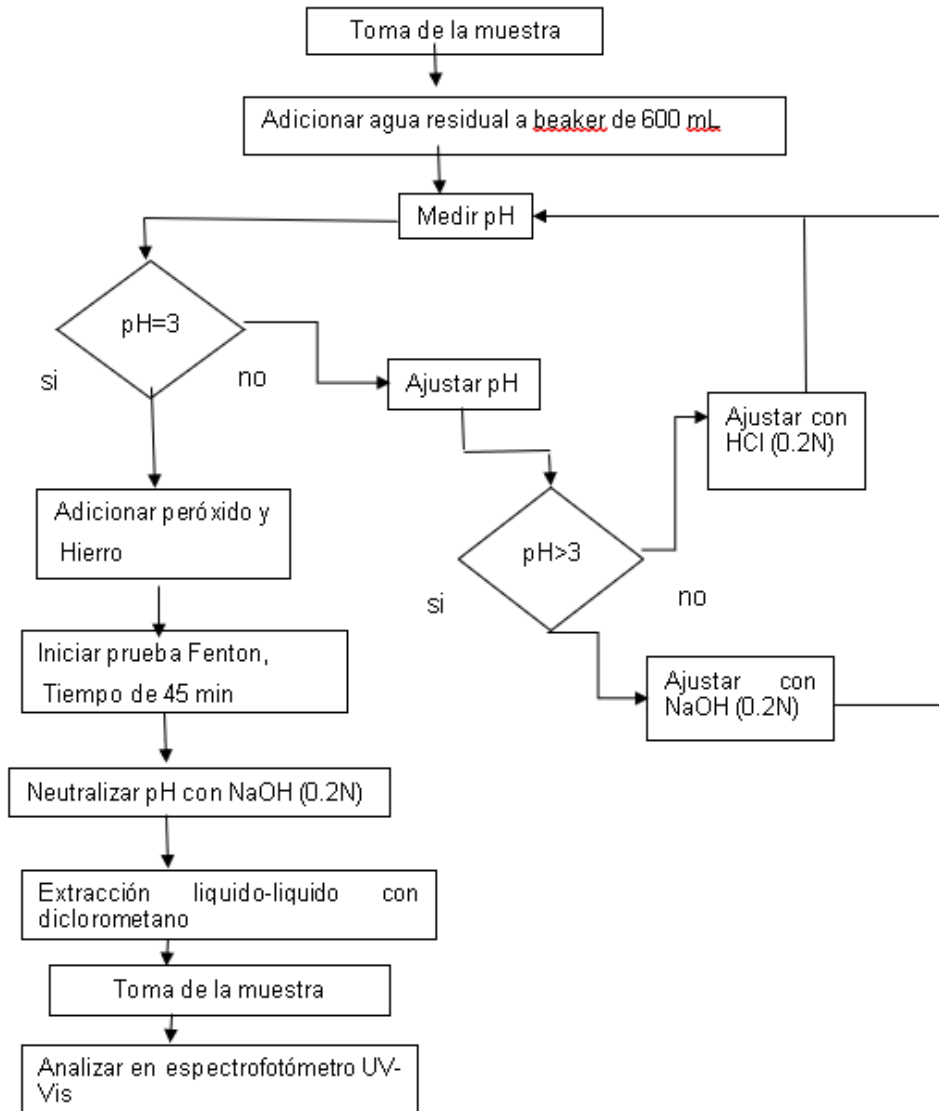 Toma de la muestra
Adicionar agua residual a beaker de 600 mL
Medir pH
pH=3
si
no
Ajustar pH
Ajustar con
HCl (0.2N)
Adicionar peróxido y
Hierro
pH>3
si
no
Iniciar prueba Fenton,
Tiempo de 45 min
Ajustar con
NaOH (0.2N)
Neutralizar pH con NaOH (0.2N)
Extracción liquido-liquido con
diclorometano
Toma de la muestra
Analizar en espectrofotómetro UV-
Vis